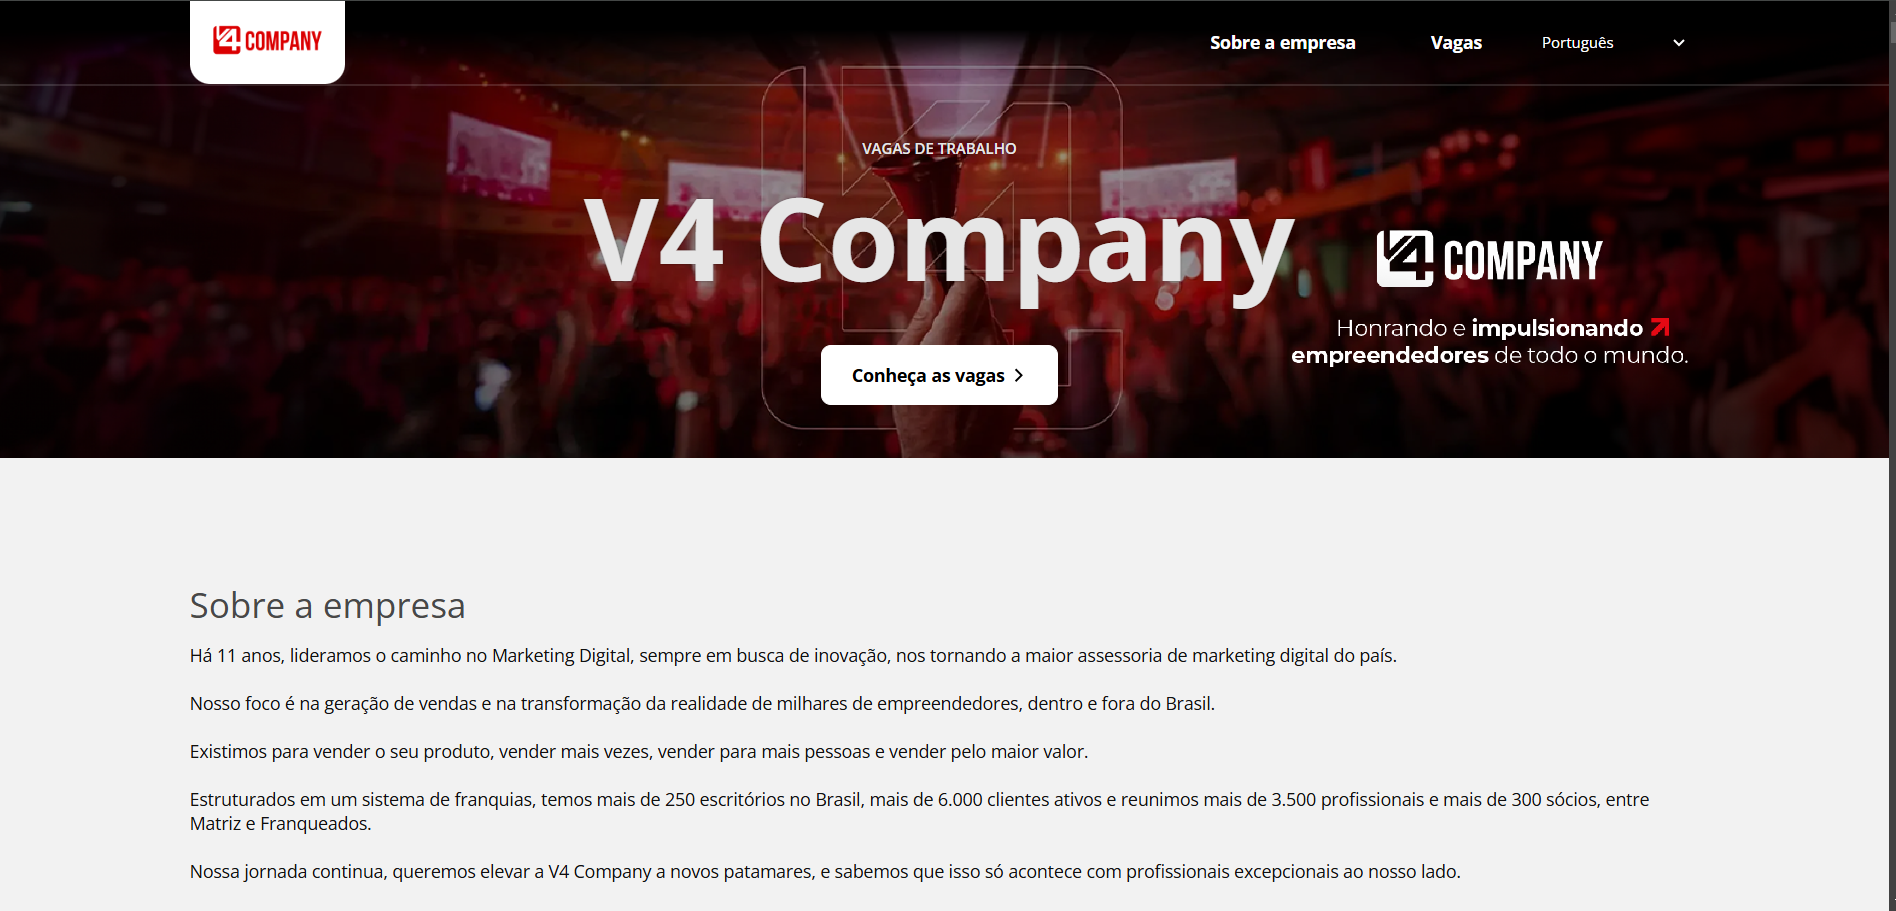 V4 COMPANY
Sobre a empresa
Vagas
Português
VAGAS DE TRABALHO
V4 Company
Conheça as vagas
V4 COMPANY
Honrando e impulsionando
empreendedores de todo o mundo.
Sobre a empresa
Há 11 anos, lideramos o caminho no Marketing Digital, sempre em busca de inovação, nos tornando a maior assessoria de marketing digital do país.
Nosso foco é na geração de vendas e na transformação da realidade de milhares de empreendedores, dentro e fora do Brasil.
Existimos para vender o seu produto, vender mais vezes, vender para mais pessoas e vender pelo maior valor.
Estruturados em um sistema de franquias, temos mais de 250 escritórios no Brasil, mais de 6.000 clientes ativos e reunimos mais de 3.500 profissionais e mais de 300 sócios, entre
Matriz e Franqueados.
Nossa jornada continua, queremos elevar a V4 Company a novos patamares, e sabemos que isso só acontece com profissionais excepcionais ao nosso lado.